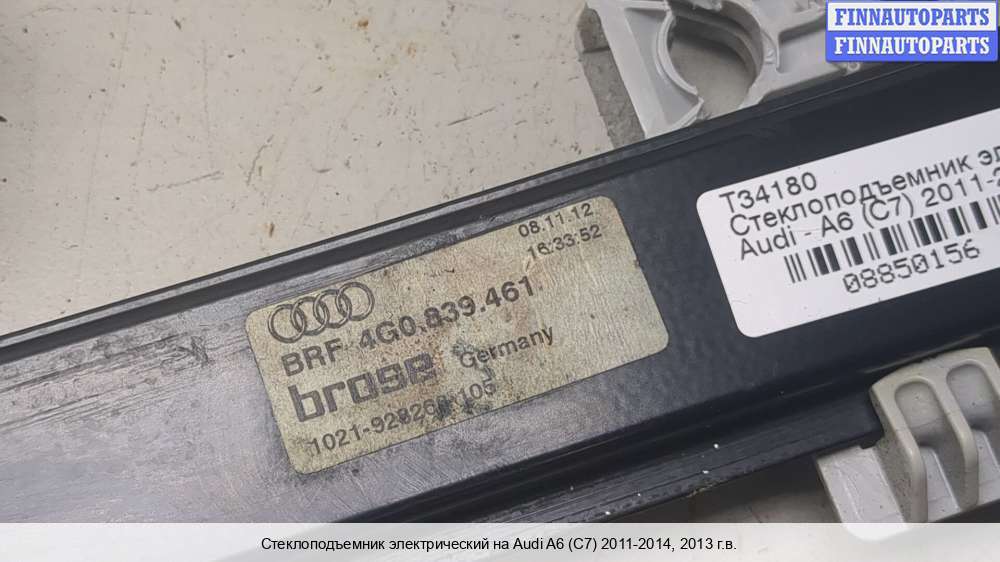 FINNAUTOPARTS
FINNAUTOPARTS
T34180
Стеклоподъемник
Audi - A6 (C7) 2011-2
08850156
08.11.12
16:33:52
BRF 4G0.839.461
brose Germany
105
Стеклоподъемник электрический на Audi A6 (C7) 2011-2014, 2013 г.в.